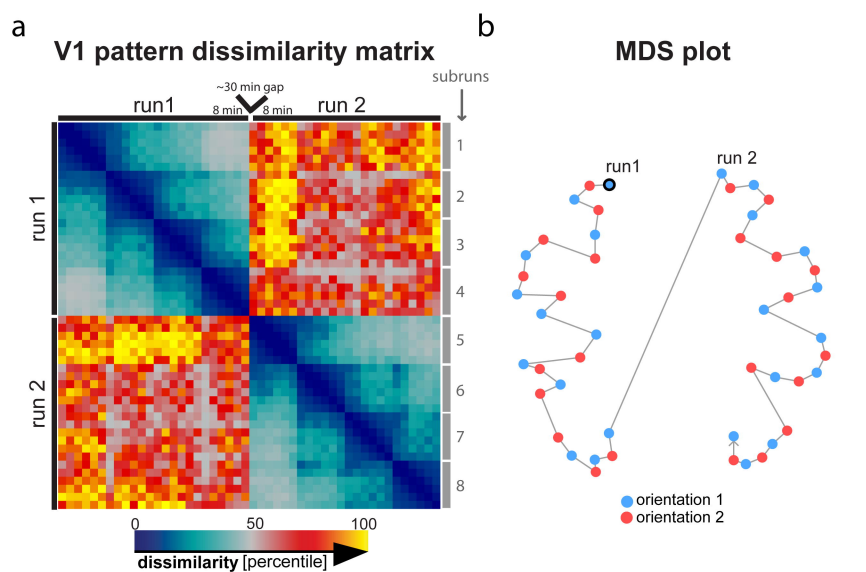 a
V1 pattern dissimilarity matrix
subruns
~30 min gap
run1
8 min
8 min
run 2
run 1
run 2
1
2
3
4
5
6
7
8
0
50
100
dissimilarity [percentile]
b
MDS plot
run1
run 2
orientation 1
orientation 2